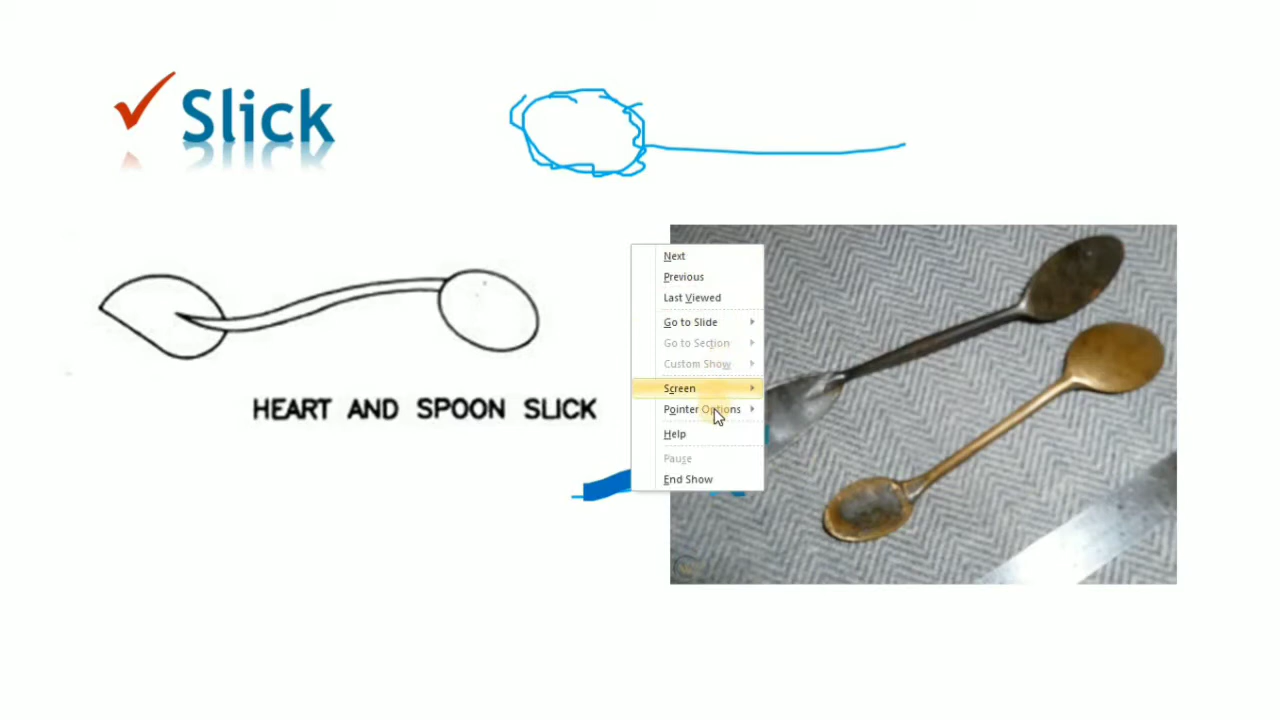 Slick
Next
Previous
Last Viewed
Go to Slide
Go to Section
Custom Show
Screen
Pointer Options
Help
Pause
End Show
HEART AND SPOON SLICK